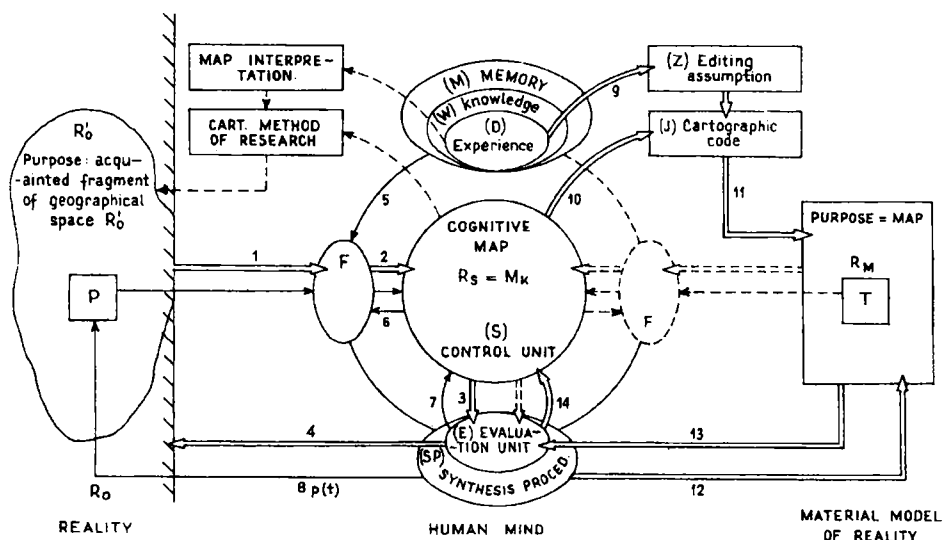 MAP INTERPRE-
TATION.
CART. METHOD
OF RESEARCH
R'o
Purpose: acqu-
-ainted fragment
of geographical
space R'o
P
Ro
REALITY
1
F
2
5
6
(M) MEMORY
(W) knowledge
(D)
Experience
COGNITIVE
MAP
Rs = Mk
(S)
CONTROL UNIT
7
3
14
(E) EVALUA-
-TION UNIT
(SP) SYNTHESIS PROCED.
4
8 p(t)
HUMAN MIND
9
10
(Z) Editing
assumption
(J) Cartographic
code
11
F
PURPOSE = MAP
RM
T
13
12
MATERIAL MODEL
OF REALITY